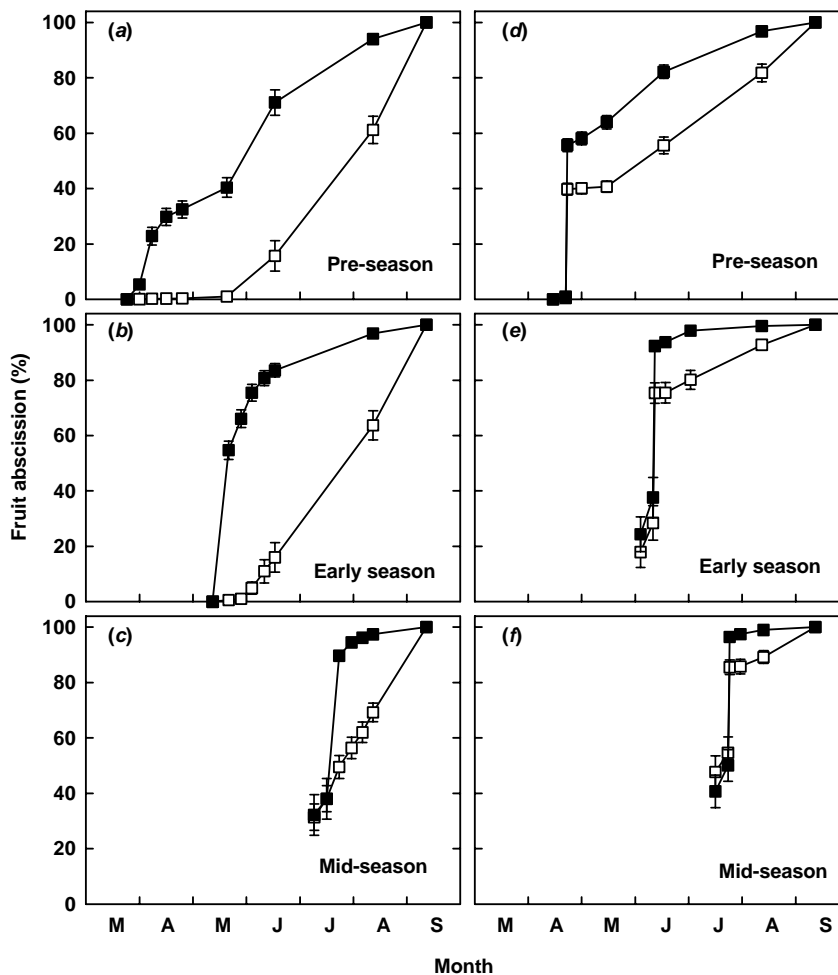 Fruit abscission (%)
(a)
100
80
60
40
20
0
Pre-season
(d)
Pre-season
(b)
100
80
60
40
20
0
Early season
(e)
Early season
(c)
100
80
60
40
20
0
Mid-season
(f)
Mid-season
M A M J J A S
M A M J J A S
Month